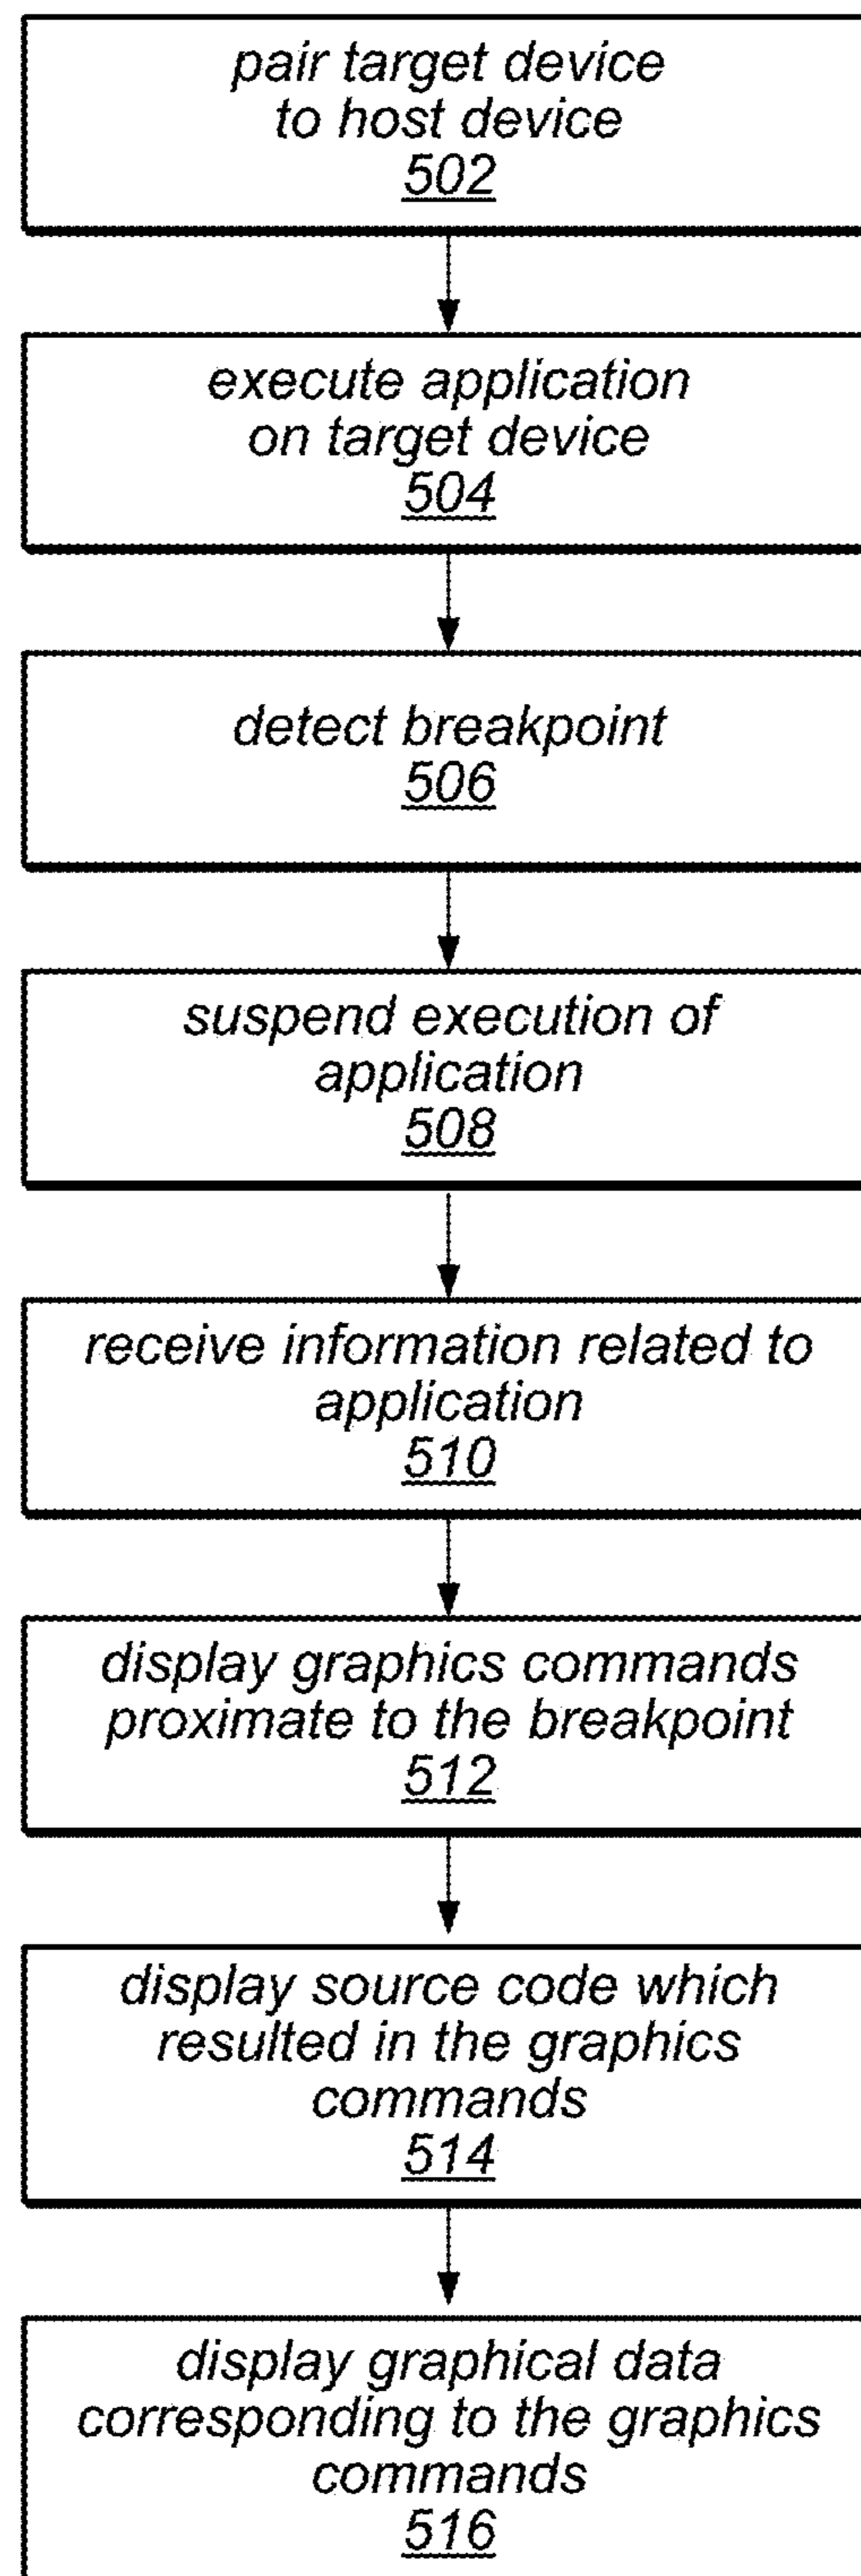 pair target device
to host device
502
execute application
on target device
504
detect breakpoint
506
suspend execution of
application
508
receive information related to
application
510
display graphics commands
proximate to the breakpoint
512
display source code which
resulted in the graphics
commands
514
display graphical data
corresponding to the graphics
commands
516